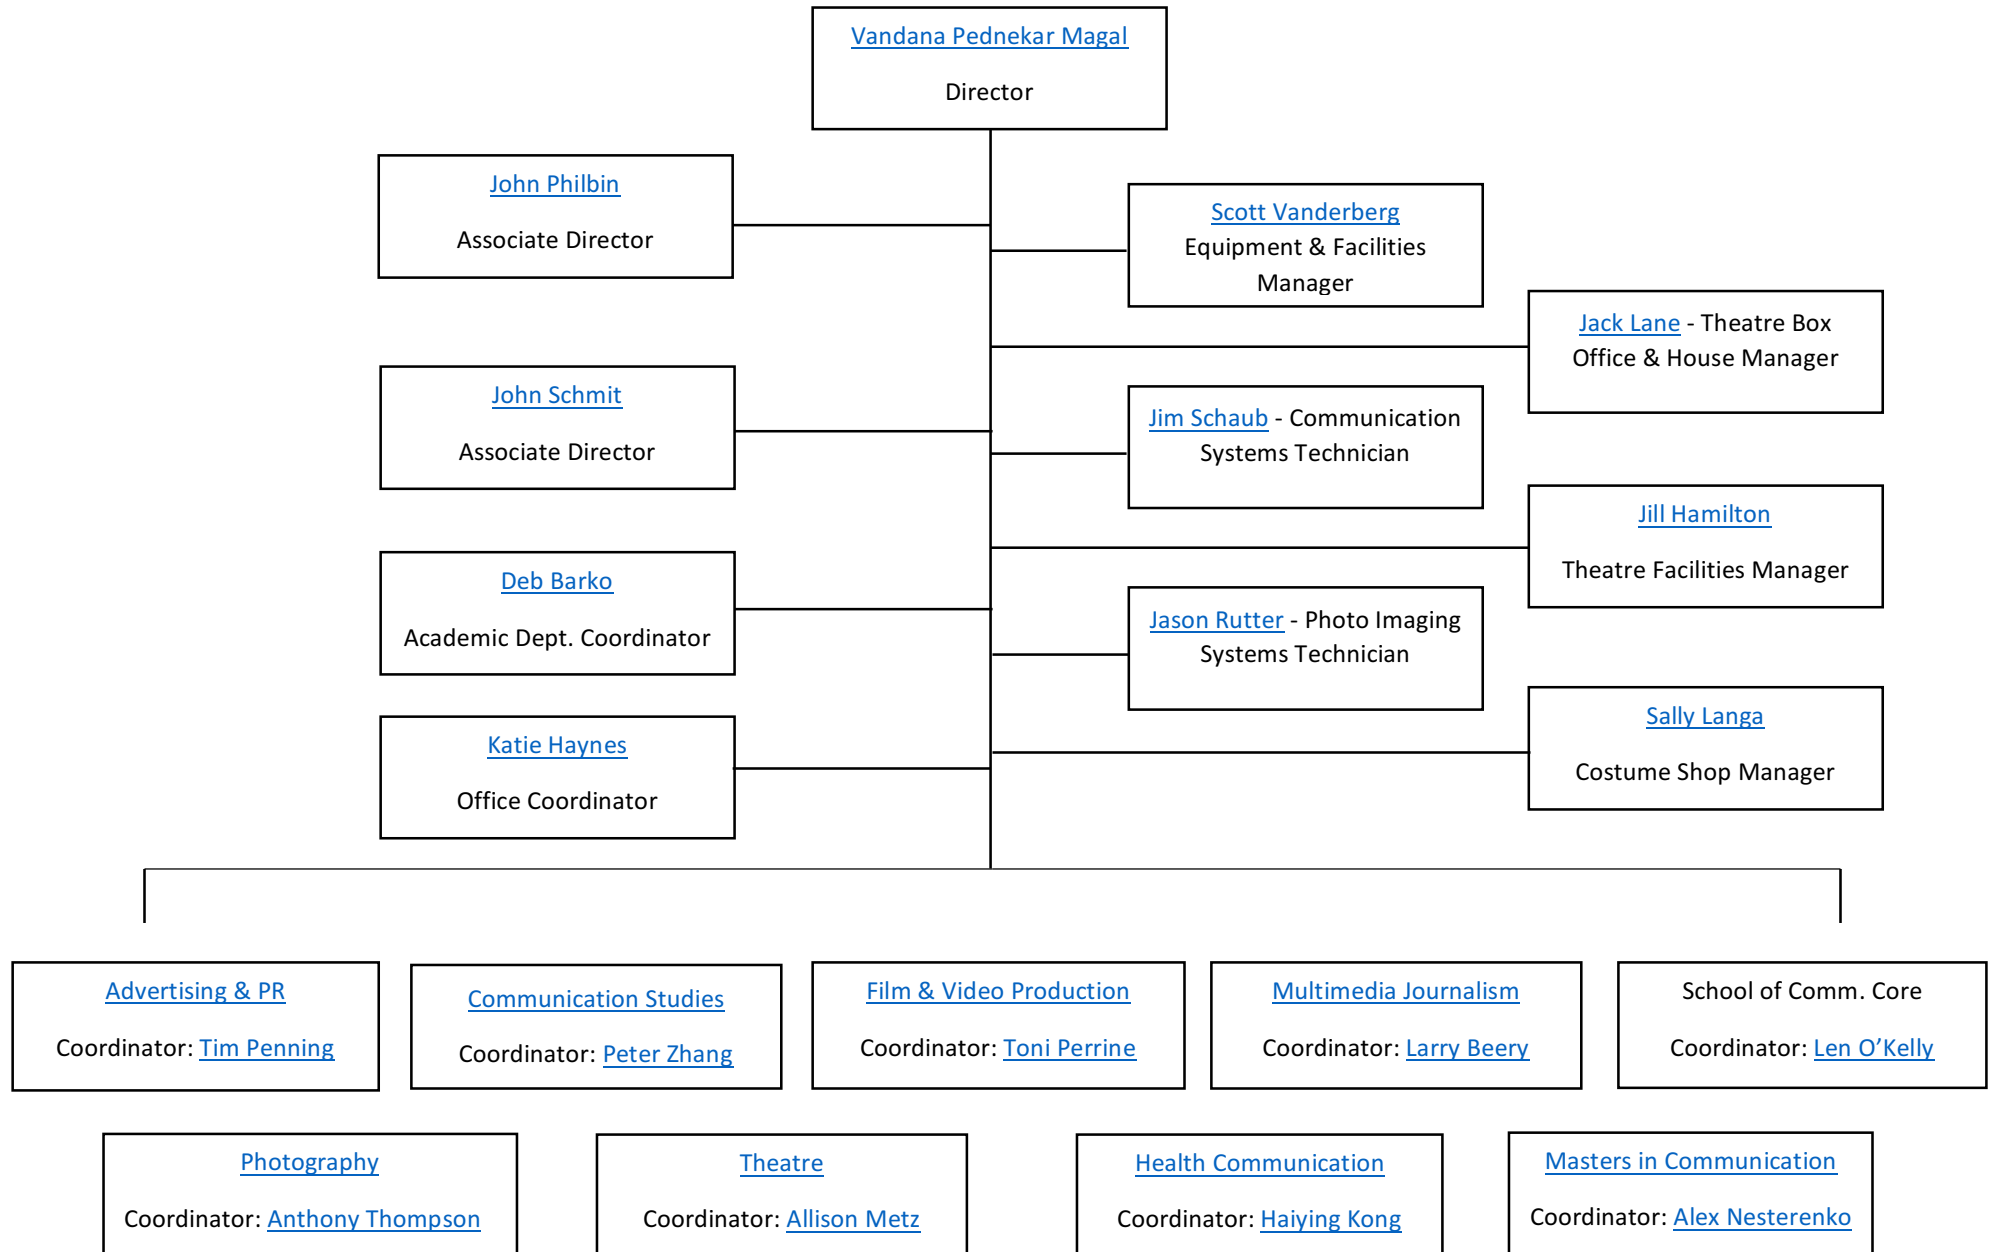 Vandana Pednekar Magal
Director
John Philbin
Associate Director
Scott Vanderberg
Equipment & Facilities
Manager
Jack Lane - Theatre Box
Office & House Manager
John Schmit
Associate Director
Jim Schaub - Communication
Systems Technician
Jill Hamilton
Theatre Facilities Manager
Deb Barko
Academic Dept. Coordinator
Jason Rutter - Photo Imaging
Systems Technician
Sally Langa
Costume Shop Manager
Katie Haynes
Office Coordinator
Advertising & PR
Coordinator: Tim Penning
Communication Studies
Coordinator: Peter Zhang
Film & Video Production
Coordinator: Toni Perrine
Multimedia Journalism
Coordinator: Larry Beery
School of Comm. Core
Coordinator: Len O’Kelly
Photography
Coordinator: Anthony Thompson
Theatre
Coordinator: Allison Metz
Health Communication
Coordinator: Haiying Kong
Masters in Communication
Coordinator: Alex Nesterenko